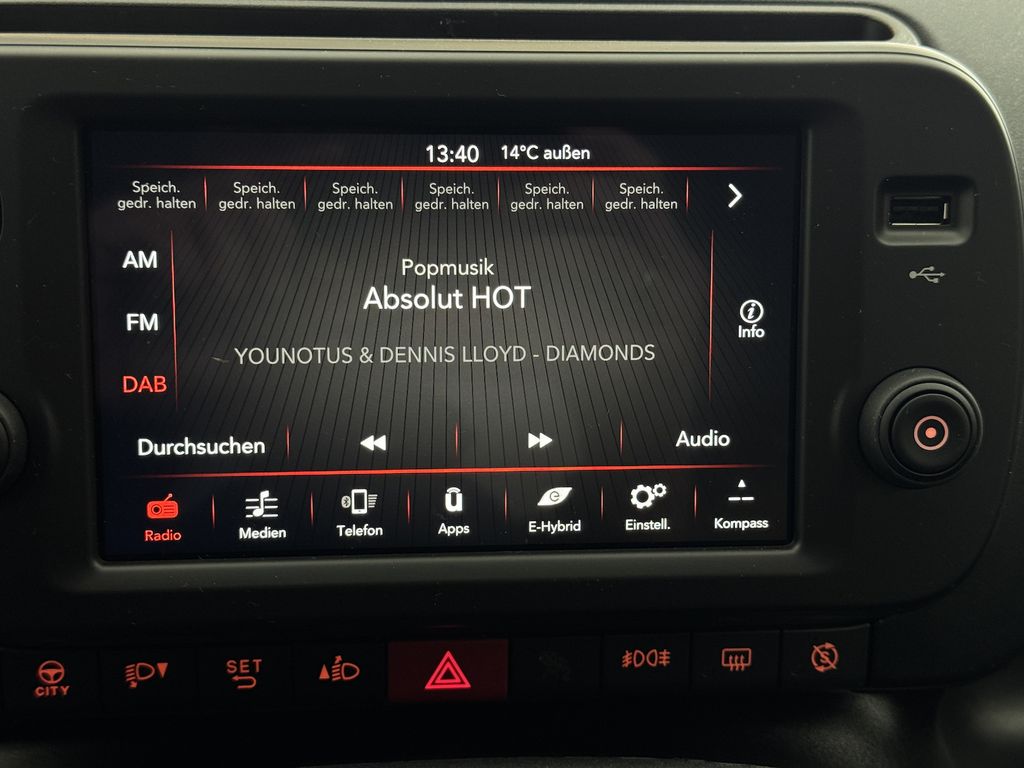 13:40 14°C außen
Speich. Speich. Speich. Speich. Speich. Speich.
gedr. halten gedr. halten gedr. halten gedr. halten gedr. halten gedr. halten
AM
Popmusik
Absolut HOT
FM
Info
YOUNOTUS & DENNIS LLOYD - DIAMONDS
DAB
Durchsuchen Audio
Radio Medien Telefon Apps E-Hybrid Einstell. Kompass
CITY
SET